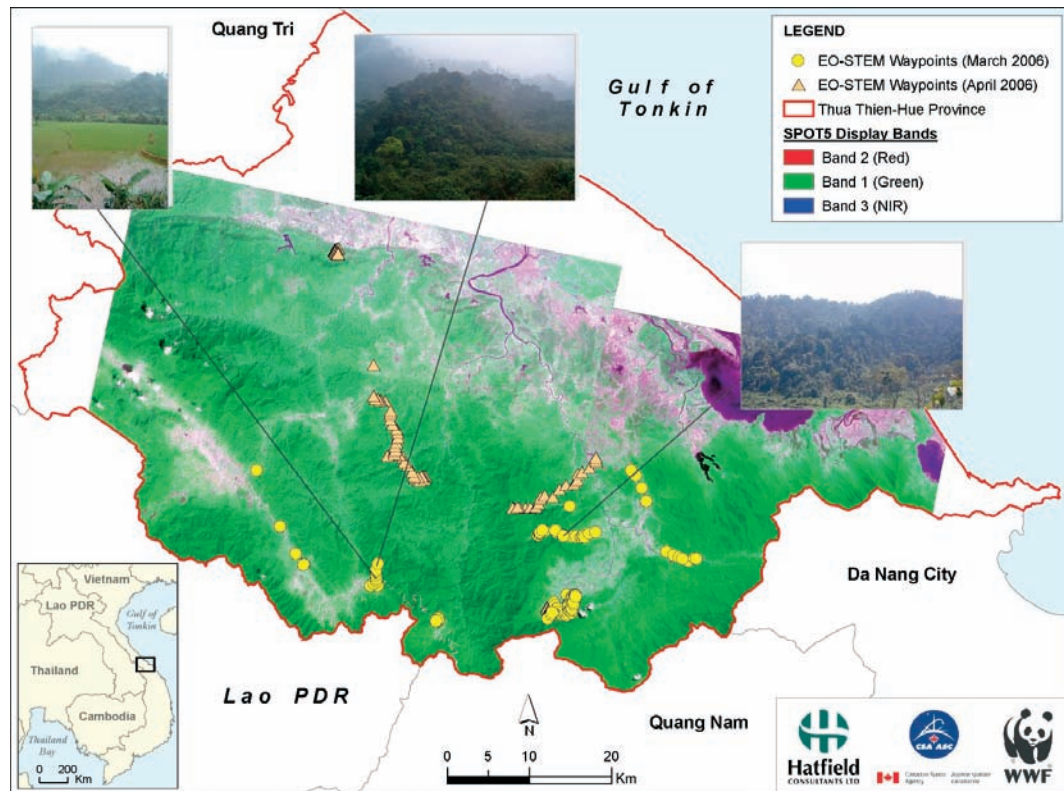 Quang Tri
Gulf of
Tonkin
LEGEND
EO-STEM Waypoints (March 2006)
EO-STEM Waypoints (April 2006)
Thua Thien-Hue Province
SPOT5 Display Bands
Band 2 (Red)
Band 1 (Green)
Band 3 (NIR)
Da Nang City
Lao PDR
Quang Nam
N
0 5 10 20
Km
Vietnam
Lao PDR
Gulf of
Tonkin
Thailand
Cambodia
Thailand
Bay
0 200
Km
Hatfield
CONSULTANTS LTD
CSA ASC
Canadian Space
Agency
Agence spatiale
canadienne
WWF